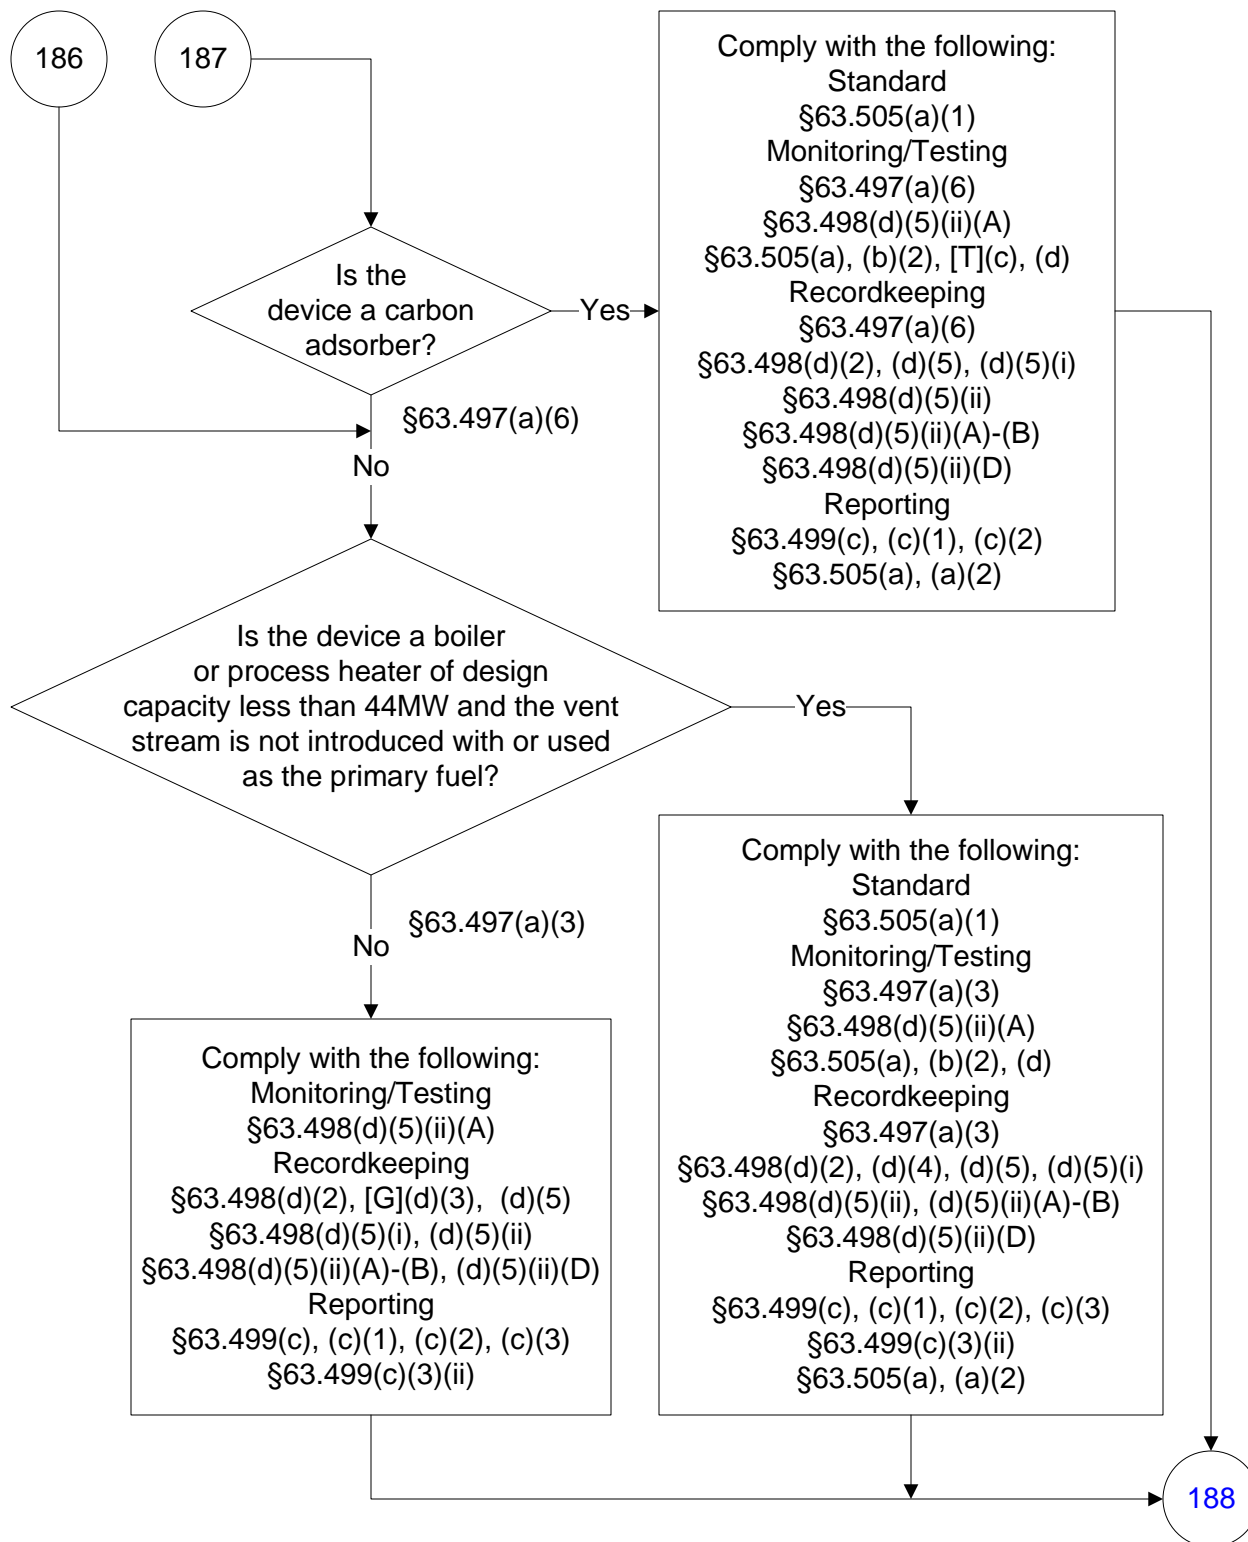 186
187
Comply with the following:
Standard
§63.505(a)(1)
Monitoring/Testing
§63.497(a)(6)
§63.498(d)(5)(ii)(A)
§63.505(a), (b)(2), [T](c), (d)
Recordkeeping
§63.497(a)(6)
§63.498(d)(2), (d)(5), (d)(5)(i)
§63.498(d)(5)(ii)
§63.498(d)(5)(ii)(A)-(B)
§63.498(d)(5)(ii)(D)
Reporting
§63.499(c), (c)(1), (c)(2)
§63.505(a), (a)(2)
Is the
device a carbon
adsorber?
Yes
§63.497(a)(6)
No
Is the device a boiler
or process heater of design
capacity less than 44MW and the vent
stream is not introduced with or used
as the primary fuel?
Yes
§63.497(a)(3)
No
Comply with the following:
Standard
§63.505(a)(1)
Monitoring/Testing
§63.497(a)(3)
§63.498(d)(5)(ii)(A)
§63.505(a), (b)(2), (d)
Recordkeeping
§63.497(a)(3)
§63.498(d)(2), (d)(4), (d)(5), (d)(5)(i)
§63.498(d)(5)(ii), (d)(5)(ii)(A)-(B)
§63.498(d)(5)(ii)(D)
Reporting
§63.499(c), (c)(1), (c)(2), (c)(3)
§63.499(c)(3)(ii)
§63.505(a), (a)(2)
Comply with the following:
Monitoring/Testing
§63.498(d)(5)(ii)(A)
Recordkeeping
§63.498(d)(2), [G](d)(3), (d)(5)
§63.498(d)(5)(i), (d)(5)(ii)
§63.498(d)(5)(ii)(A)-(B), (d)(5)(ii)(D)
Reporting
§63.499(c), (c)(1), (c)(2), (c)(3)
§63.499(c)(3)(ii)
188